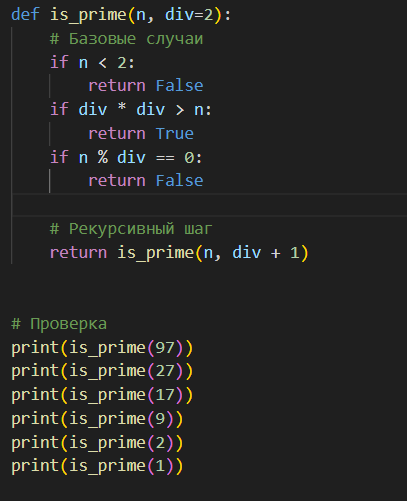 def is_prime(n, div=2):
    # Базовые случаи
    if n < 2:
        return False
    if div * div > n:
        return True
    if n % div == 0:
        return False

    # Рекурсивный шаг
    return is_prime(n, div + 1)


# Проверка
print(is_prime(97))
print(is_prime(27))
print(is_prime(17))
print(is_prime(9))
print(is_prime(2))
print(is_prime(1))